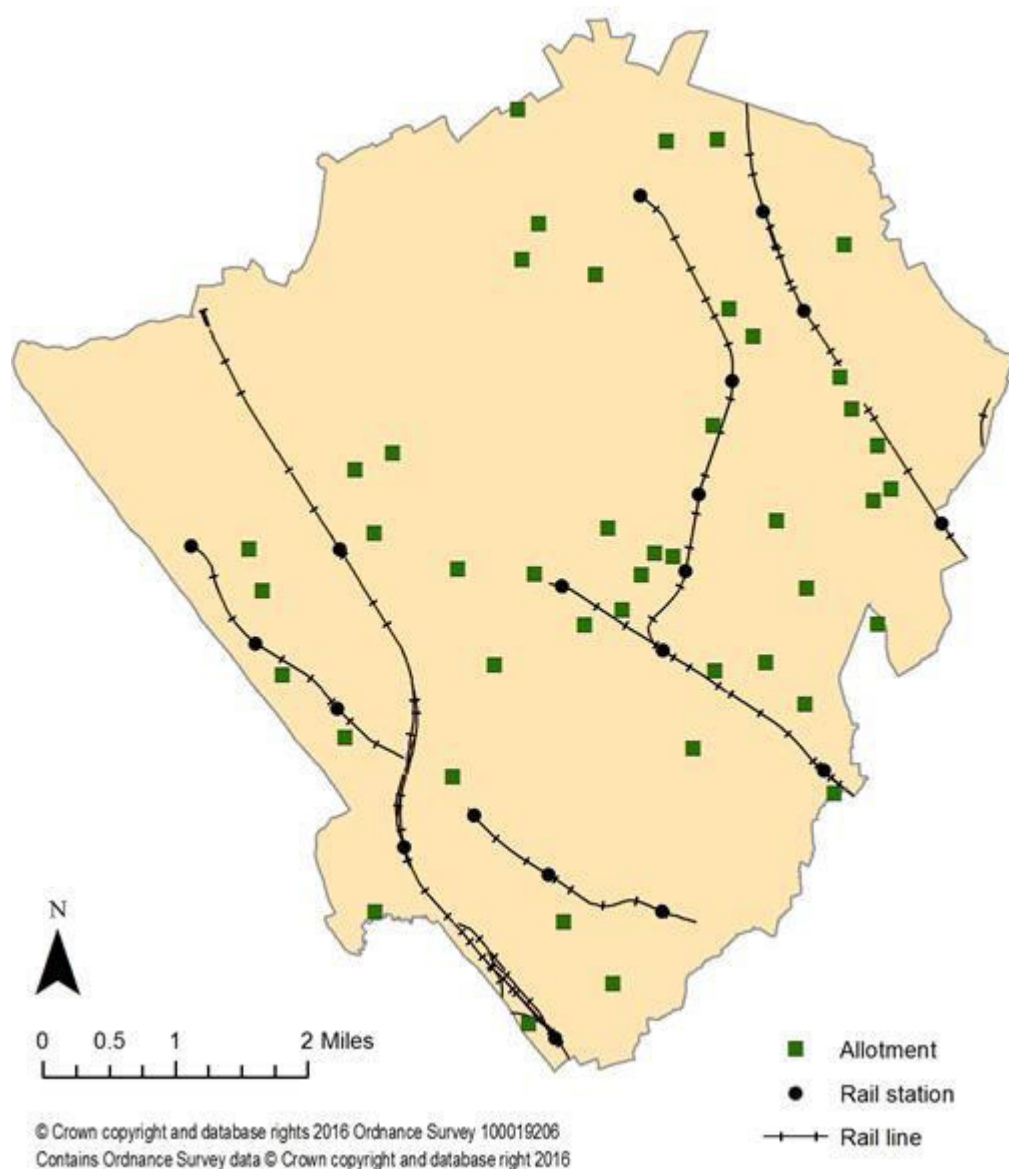 N
0 0.5 1 2 Miles
Allotment
Rail station
Rail line
© Crown copyright and database rights 2016 Ordnance Survey 100019206
Contains Ordnance Survey data © Crown copyright and database right 2016